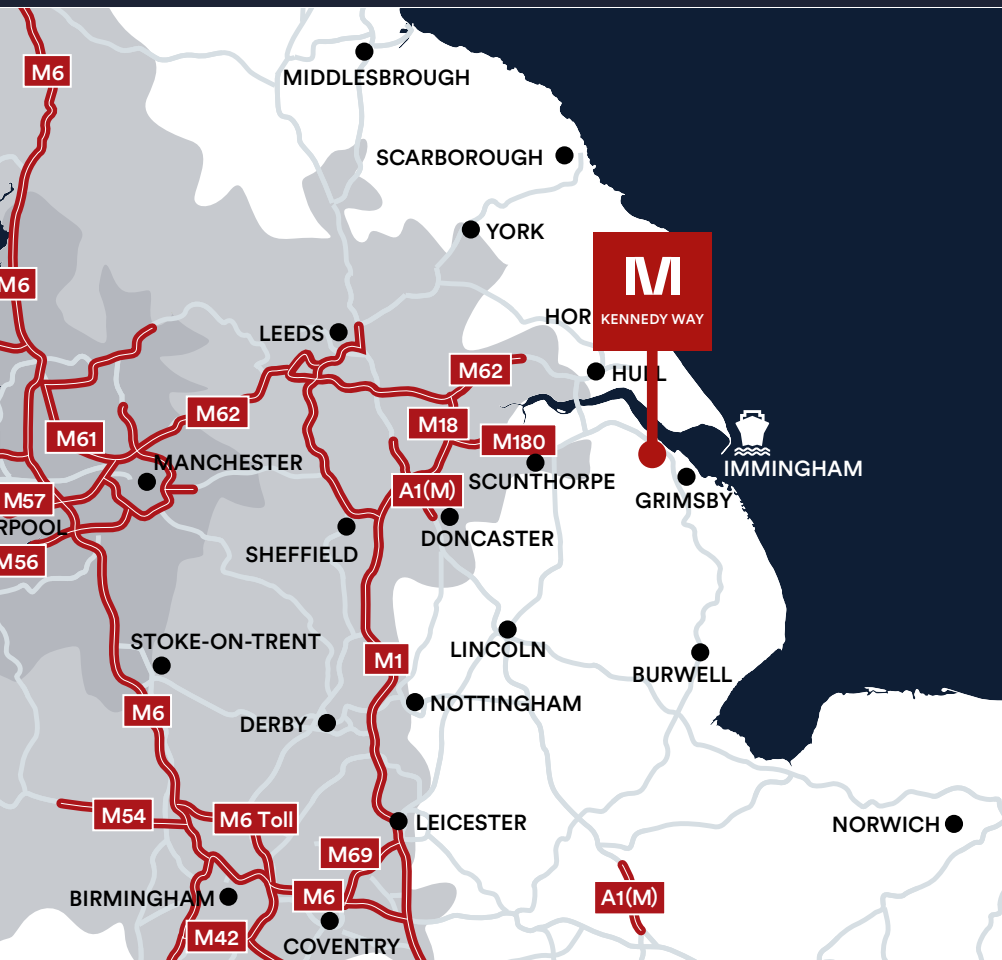 M6
MIDDLESBROUGH
SCARBOROUGH
YORK
M
KENNEDY WAY
M6
HOR
LEEDS
M62
HULL
M62
M18
M61
M180
IMMINGHAM
MANCHESTER
SCUNTHORPE
M57
A1(M)
GRIMSBY
RPOOL
DONCASTER
SHEFFIELD
M56
STOKE-ON-TRENT
LINCOLN
M1
BURWELL
NOTTINGHAM
M6
DERBY
M54
M6 Toll
LEICESTER
NORWICH
M69
BIRMINGHAM
M6
A1(M)
M42
COVENTRY